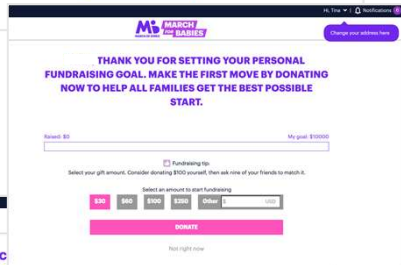 Hi, Tina
Notifications
MARCH FOR BABIES
Change your address here
THANK YOU FOR SETTING YOUR PERSONAL
FUNDRAISING GOAL. MAKE THE FIRST MOVE BY DONATING
NOW TO HELP ALL FAMILIES GET THE BEST POSSIBLE
START.
Raised: $0 My goal: $10000
Fundraising tip:
Select your gift amount. Consider donating $100 yourself, then ask nine of your friends to match it.
Select an amount to start fundraising
$30 $60 $100 $250 Other $ USD
DONATE
Not right now
C